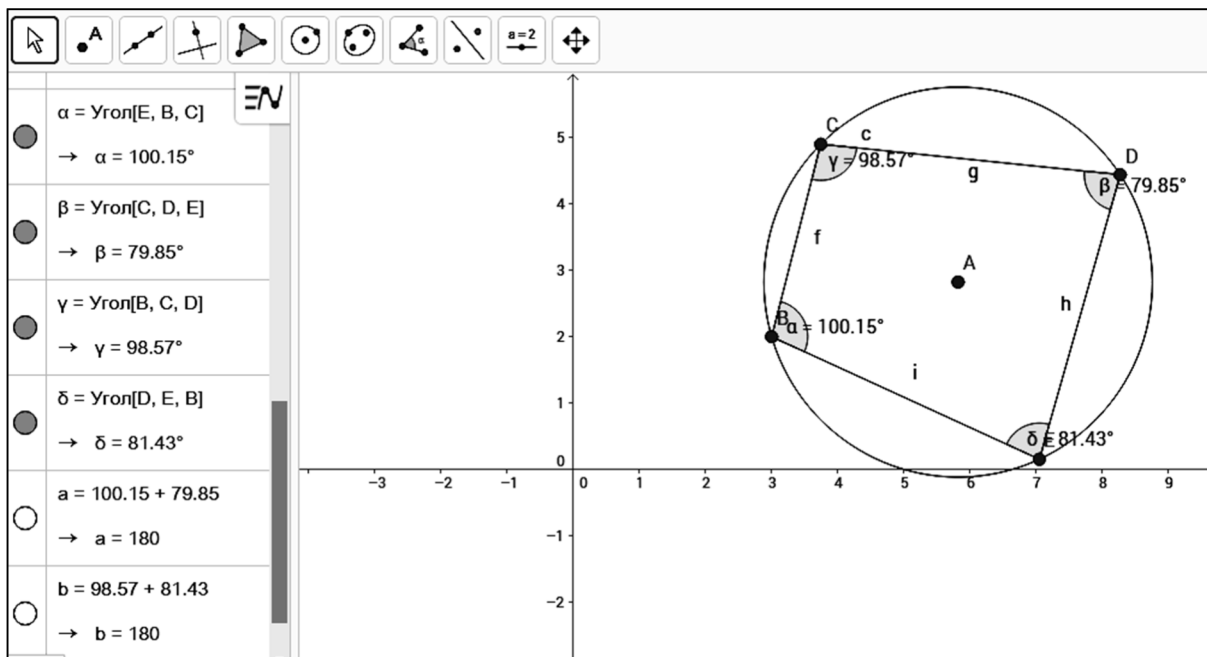 A
α
a=2
α = Угол[E, B, C]
→ α = 100.15°
β = Угол[C, D, E]
→ β = 79.85°
γ = Угол[B, C, D]
→ γ = 98.57°
δ = Угол[D, E, B]
→ δ = 81.43°
a = 100.15 + 79.85
→ a = 180
b = 98.57 + 81.43
→ b = 180
C
c
D
γ = 98.57°
g
β = 79.85°
f
A
h
B
α = 100.15°
i
δ = 81.43°
E
5
4
3
2
1
0
−1
−2
−3 −2 −1 0 1 2 3 4 5 6 7 8 9